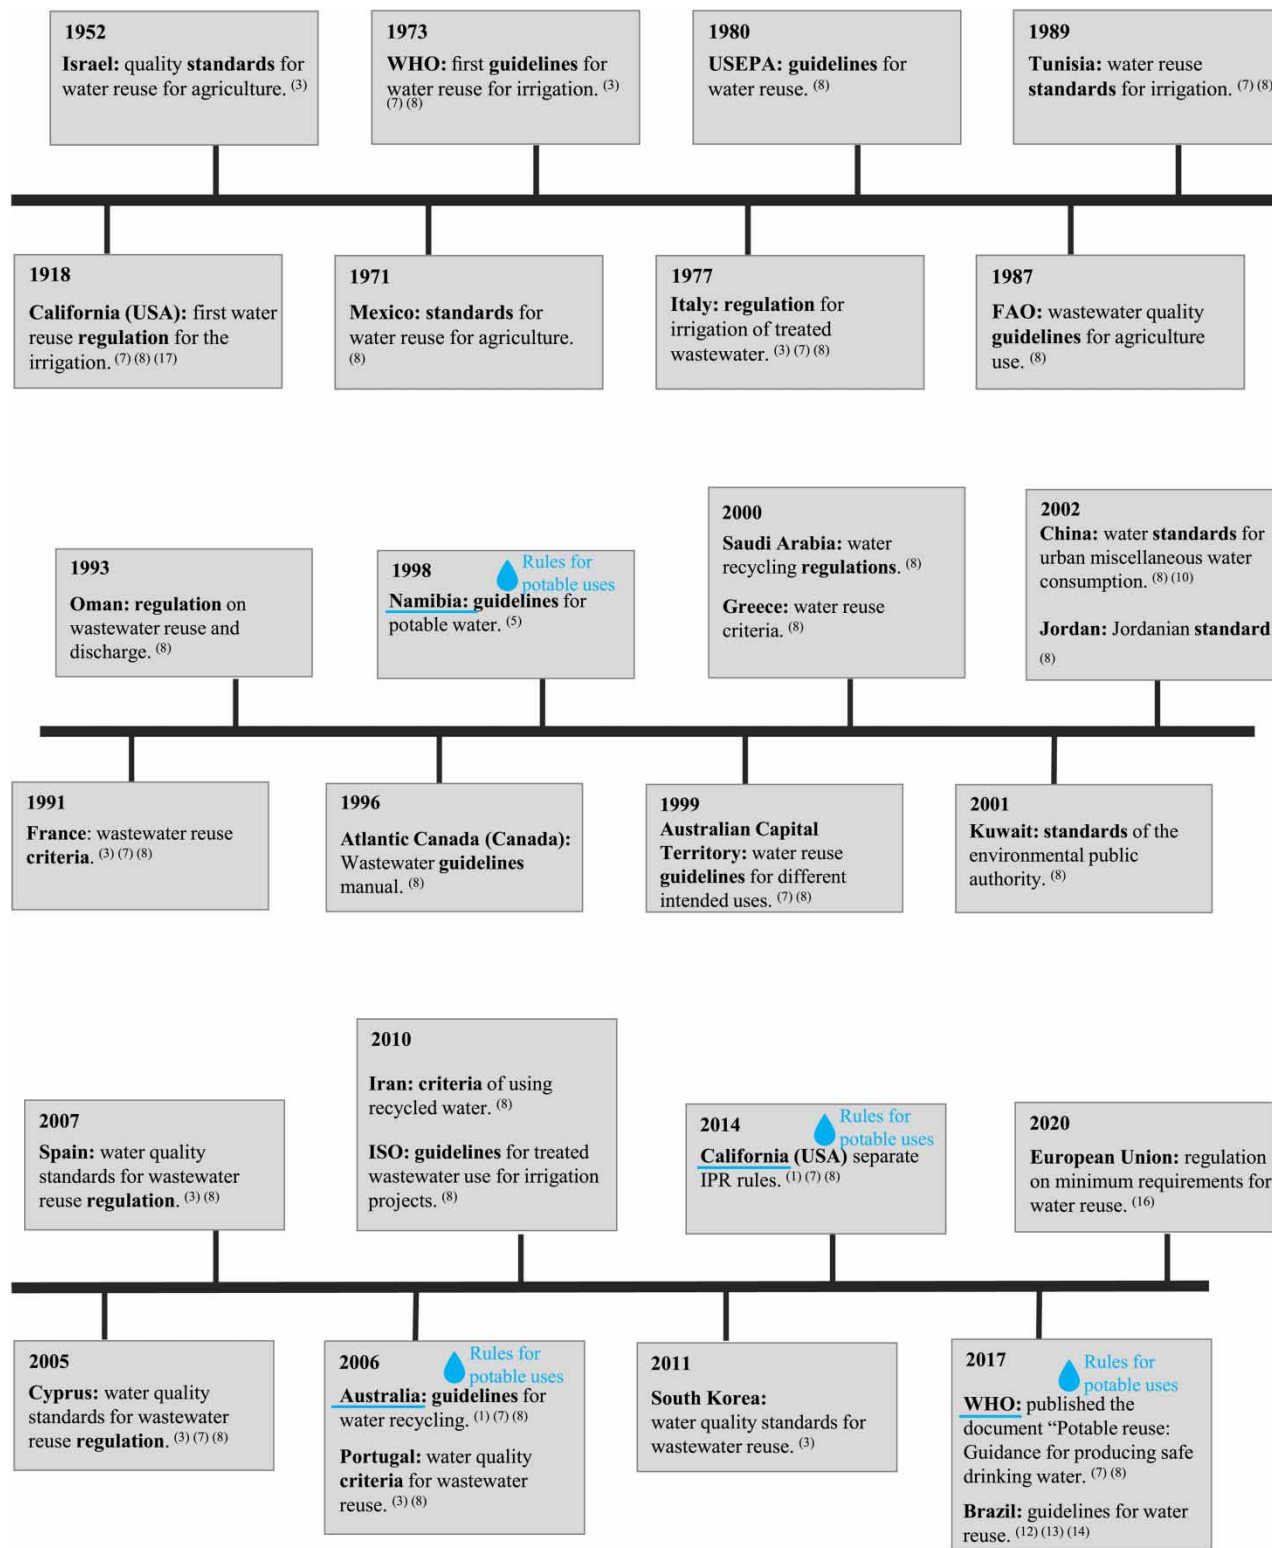 1952
Israel: quality standards for
water reuse for agriculture. (3)
1973
WHO: first guidelines for
water reuse for irrigation. (3)
(7) (8)
1980
USEPA: guidelines for
water reuse. (8)
1989
Tunisia: water reuse
standards for irrigation. (7) (8)
1918
California (USA): first water
reuse regulation for the
irrigation. (7) (8) (17)
1971
Mexico: standards for
water reuse for agriculture.
(8)
1977
Italy: regulation for
irrigation of treated
wastewater. (3) (7) (8)
1987
FAO: wastewater quality
guidelines for agriculture
use. (8)
1993
Oman: regulation on
wastewater reuse and
discharge. (8)
1998
Rules for
potable uses
Namibia: guidelines for
potable water. (5)
2000
Saudi Arabia: water
recycling regulations. (8)
Greece: water reuse
criteria. (8)
2002
China: water standards for
urban miscellaneous water
consumption. (8) (10)
Jordan: Jordanian standard
(8)
1991
France: wastewater reuse
criteria. (3) (7) (8)
1996
Atlantic Canada (Canada):
Wastewater guidelines
manual. (8)
1999
Australian Capital
Territory: water reuse
guidelines for different
intended uses. (7) (8)
2001
Kuwait: standards of the
environmental public
authority. (8)
2007
Spain: water quality
standards for wastewater
reuse regulation. (3) (8)
2010
Iran: criteria of using
recycled water. (8)
ISO: guidelines for treated
wastewater use for irrigation
projects. (8)
2014
Rules for
potable uses
California (USA) separate
IPR rules. (1) (7) (8)
2020
European Union: regulation
on minimum requirements for
water reuse. (16)
2005
Cyprus: water quality
standards for wastewater
reuse regulation. (3) (7) (8)
2006
Rules for
potable uses
Australia: guidelines for
water recycling. (1) (7) (8)
Portugal: water quality
criteria for wastewater
reuse. (3) (8)
2011
South Korea:
water quality standards for
wastewater reuse. (3)
2017
Rules for
potable uses
WHO: published the
document “Potable reuse:
Guidance for producing safe
drinking water. (7) (8)
Brazil: guidelines for water
reuse. (12) (13) (14)